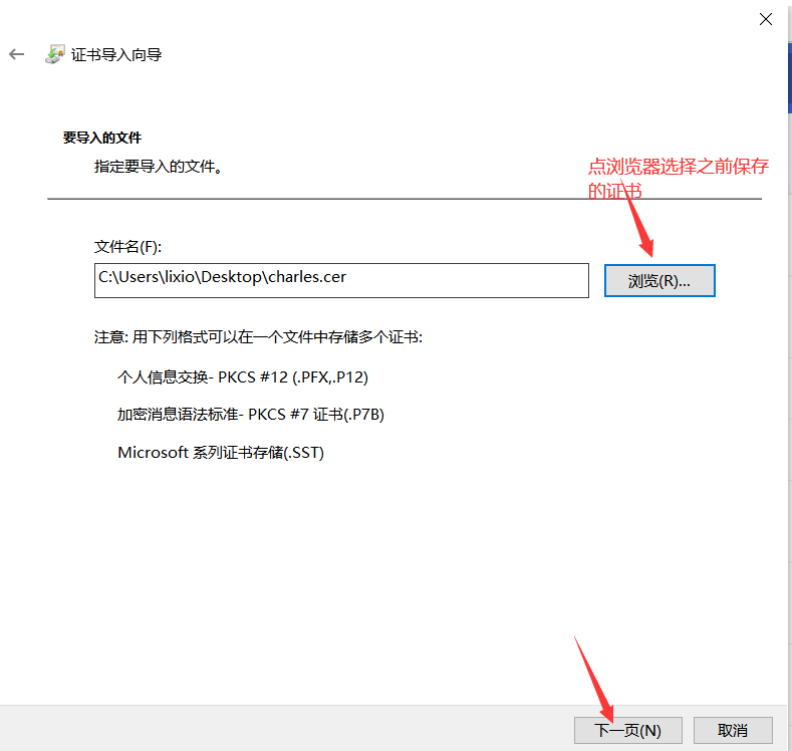 证书导入向导
要导入的文件
指定要导入的文件。
点浏览器选择之前保存
的证书
文件名(F):
C:\Users\lixio\Desktop\charles.cer
浏览(R)...
注意: 用下列格式可以在一个文件中存储多个证书:
个人信息交换- PKCS #12 (.PFX,.P12)
加密消息语法标准- PKCS #7 证书(.P7B)
Microsoft 系列证书存储(.SST)
下一页(N)
取消